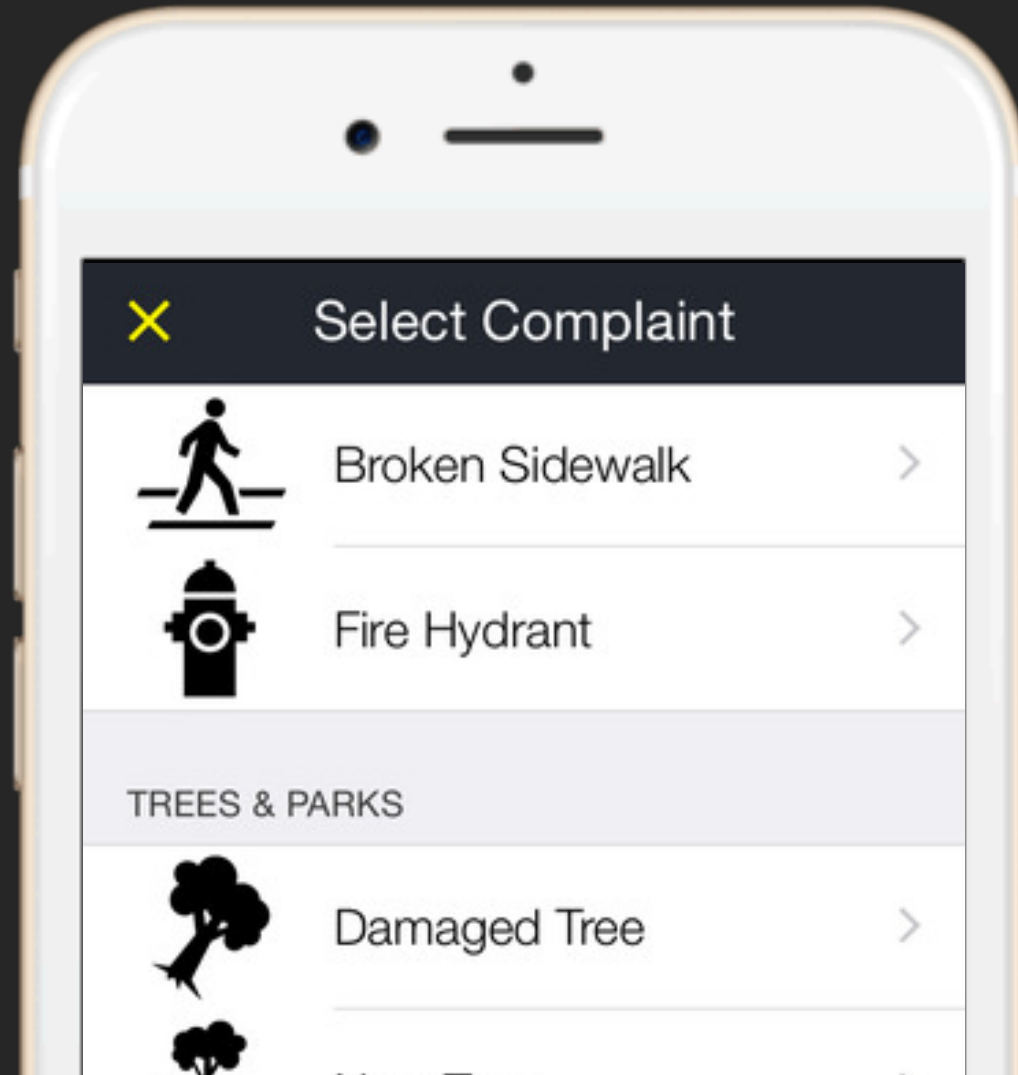 Select Complaint
Broken Sidewalk
Fire Hydrant
TREES & PARKS
Damaged Tree